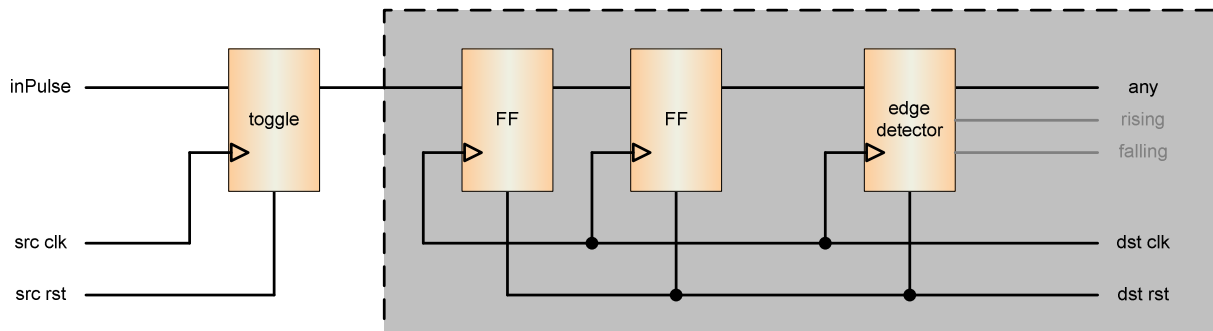 inPulse
toggle
FF
FF
edge
detector
any
rising
falling
src clk
dst clk
src rst
dst rst